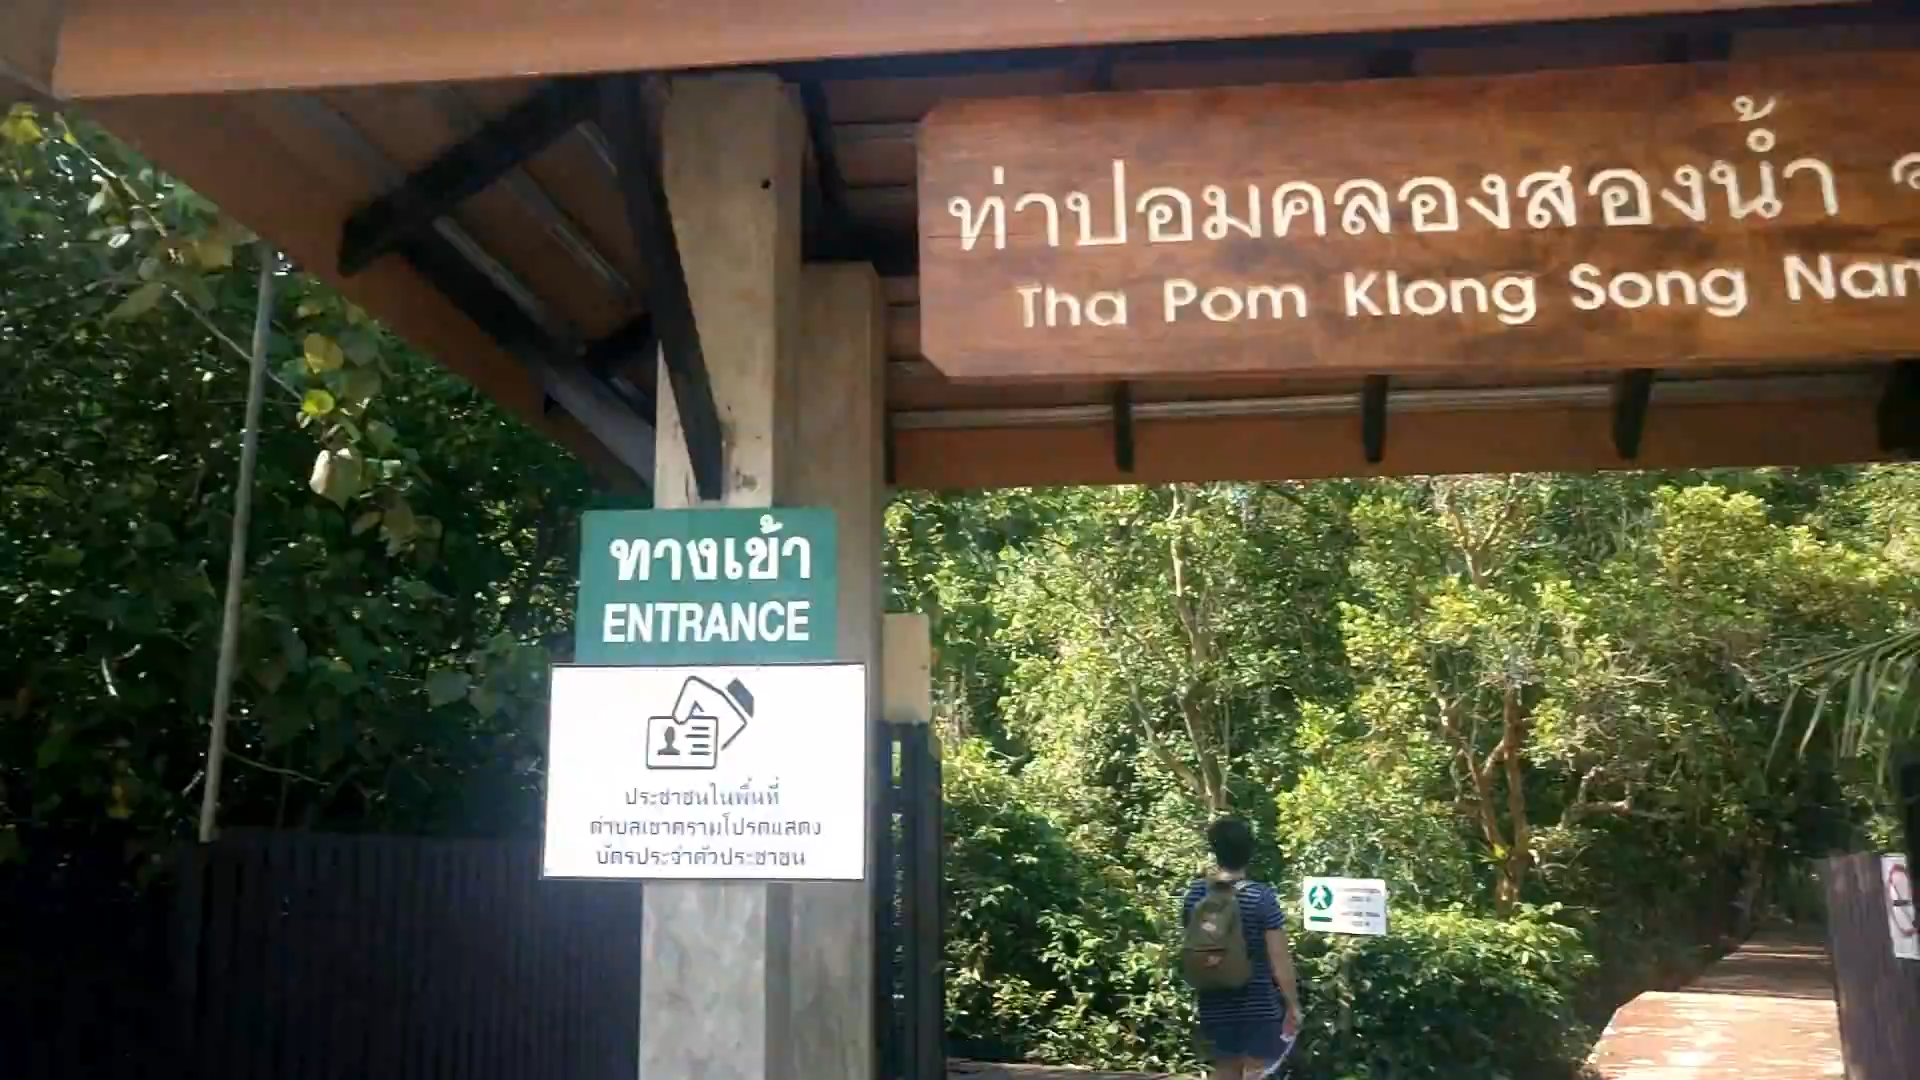 ท่าปอมคลองสองน้ำ
Tha Pom Klong Song Nam
ทางเข้า
ENTRANCE
ประชาชนในพื้นที่
ตำบลเขาครามโปรดแสดง
บัตรประจำตัวประชาชน